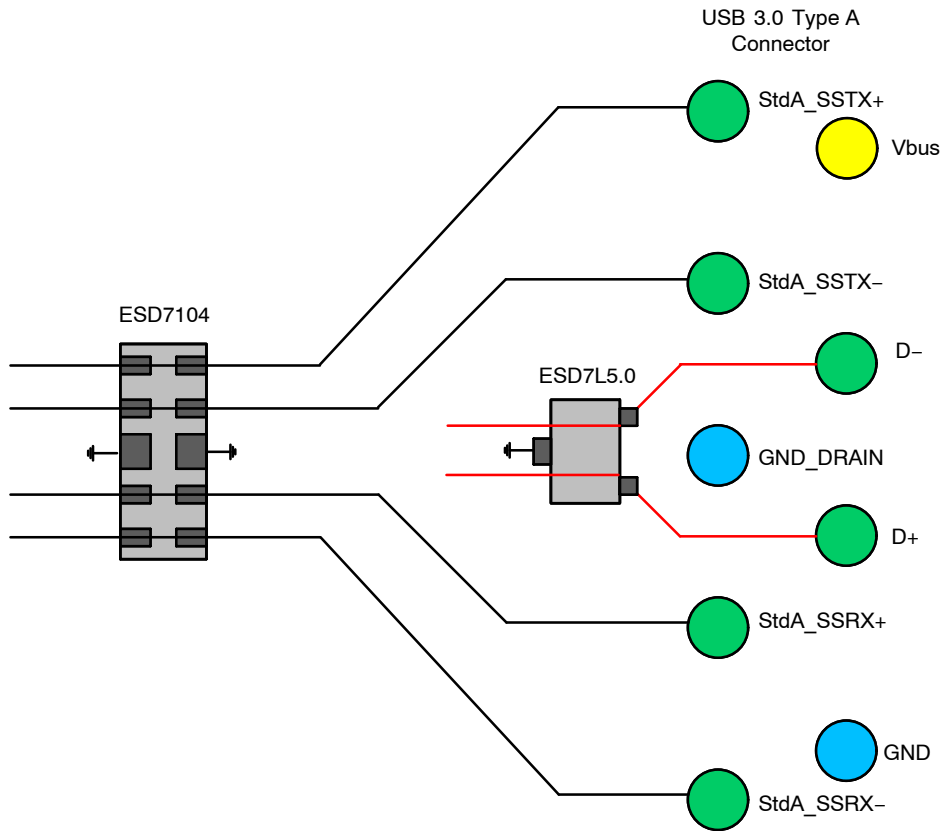 USB 3.0 Type A
Connector
StdA_SSTX+
Vbus
StdA_SSTX−
ESD7104
D−
ESD7L5.0
GND_DRAIN
D+
StdA_SSRX+
GND
StdA_SSRX−